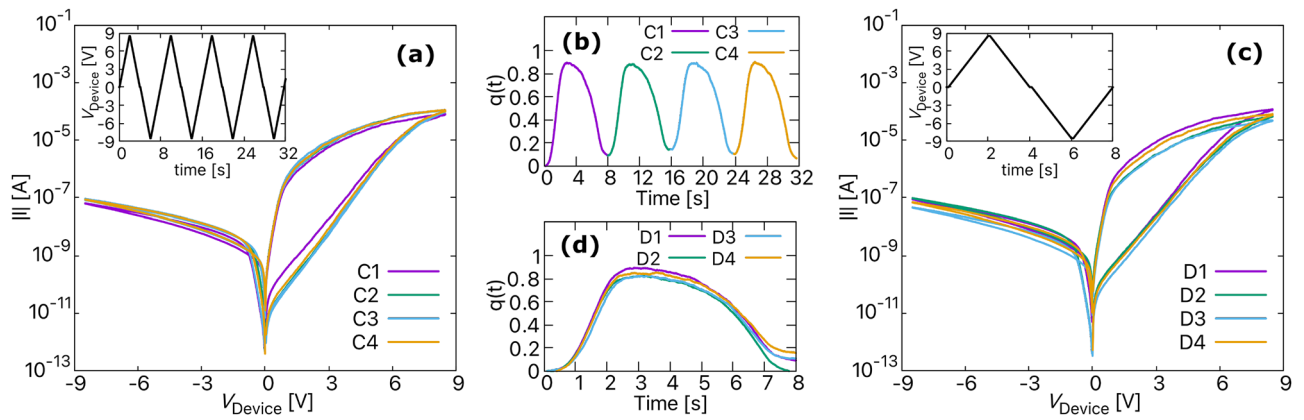 (a)
10⁻¹
10⁻³
10⁻⁵
10⁻⁷
10⁻⁹
10⁻¹¹
10⁻¹³
|I| [A]
-9 -6 -3 0 3 6 9
V_Device [V]
9
6
3
0
-3
-6
-9
V_Device [V]
0 8 16 24 32
time [s]
C1
C2
C3
C4
(b)
C1 C3
C2 C4
1
0.8
0.6
0.4
0.2
0
q(t)
0 4 8 12 16 20 24 28 32
Time [s]
(d)
D1 D3
D2 D4
1
0.8
0.6
0.4
0.2
0
q(t)
0 1 2 3 4 5 6 7 8
Time [s]
(c)
10⁻¹
10⁻³
10⁻⁵
10⁻⁷
10⁻⁹
10⁻¹¹
10⁻¹³
|I| [A]
-9 -6 -3 0 3 6 9
V_Device [V]
9
6
3
0
-3
-6
-9
V_Device [V]
0 2 4 6 8
time [s]
D1
D2
D3
D4